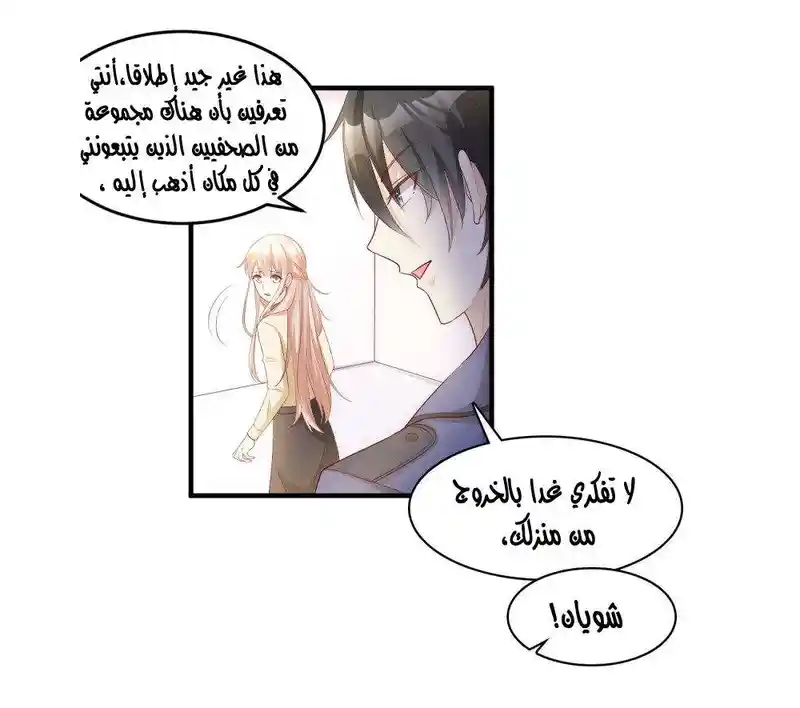 هذا غير جيد إطلاقا،أنتي
تعرفين بأن هناك مجموعة
من الصحفيين الذين يتبعونني
في كل مكان أذهب إليه ،
لا تفكري غدا بالخروج
من منزلك،
شويان!